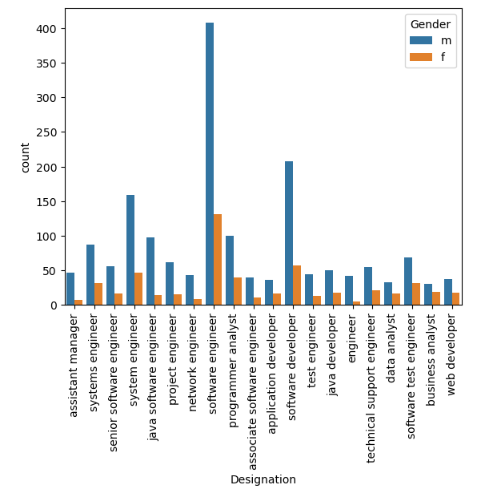 Gender
m
f
400
350
300
250
200
150
100
50
0
count
assistant manager
systems engineer
senior software engineer
system engineer
java software engineer
project engineer
network engineer
software engineer
programmer analyst
associate software engineer
application developer
software developer
test engineer
java developer
engineer
technical support engineer
data analyst
software test engineer
business analyst
web developer
Designation